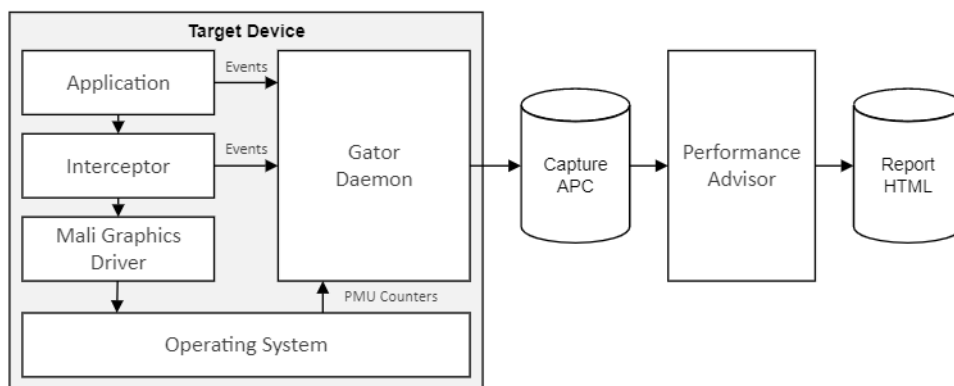 Target Device
Application
Events
Interceptor
Events
Gator
Daemon
Mali Graphics
Driver
PMU Counters
Operating System
Capture
APC
Performance
Advisor
Report
HTML